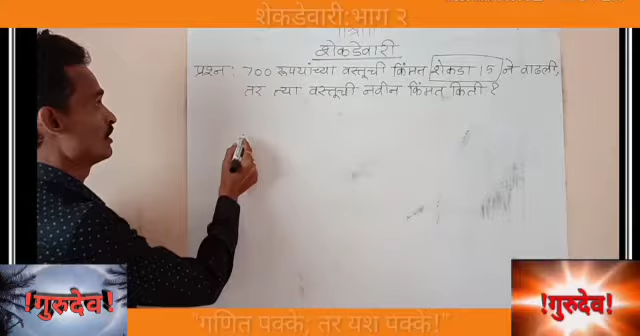 शेकडेवारी:भाग २
॥श्री॥
शेकडेवारी
प्रश्न: 700 रूपयांच्या वस्तूची किंमत शेकडा 15 ने वाढली,
तर त्या वस्तूची नवीन किंमत किती?
!गुरुदेव!
!गुरुदेव!
"गणित पक्के; तर यश पक्के!"